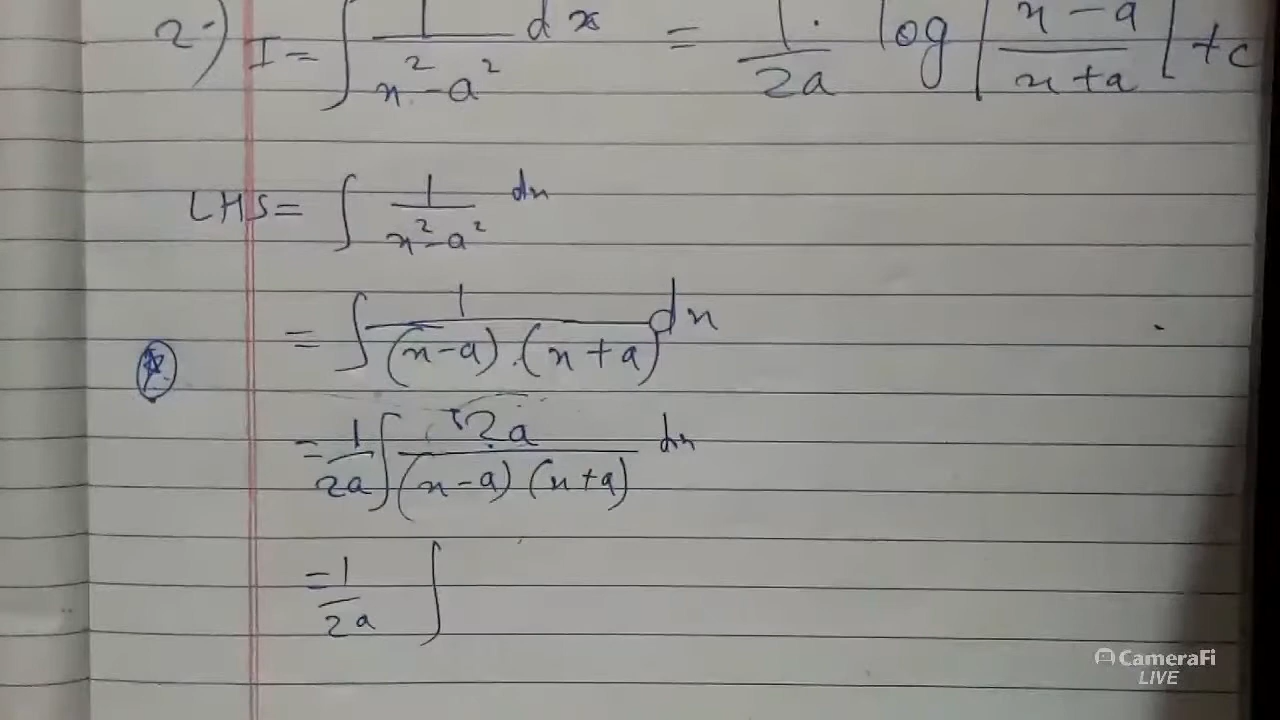 2.) I = ∫ 1/(x²-a²) dx = 1/2a · log |(x-a)/(x+a)| + c
LHS = ∫ 1/(x²-a²) dx
= ∫ 1/((x-a).(x+a)) dx
= 1/2a ∫ 2a/((x-a)(x+a)) dx
= 1/2a ∫
CameraFi
LIVE